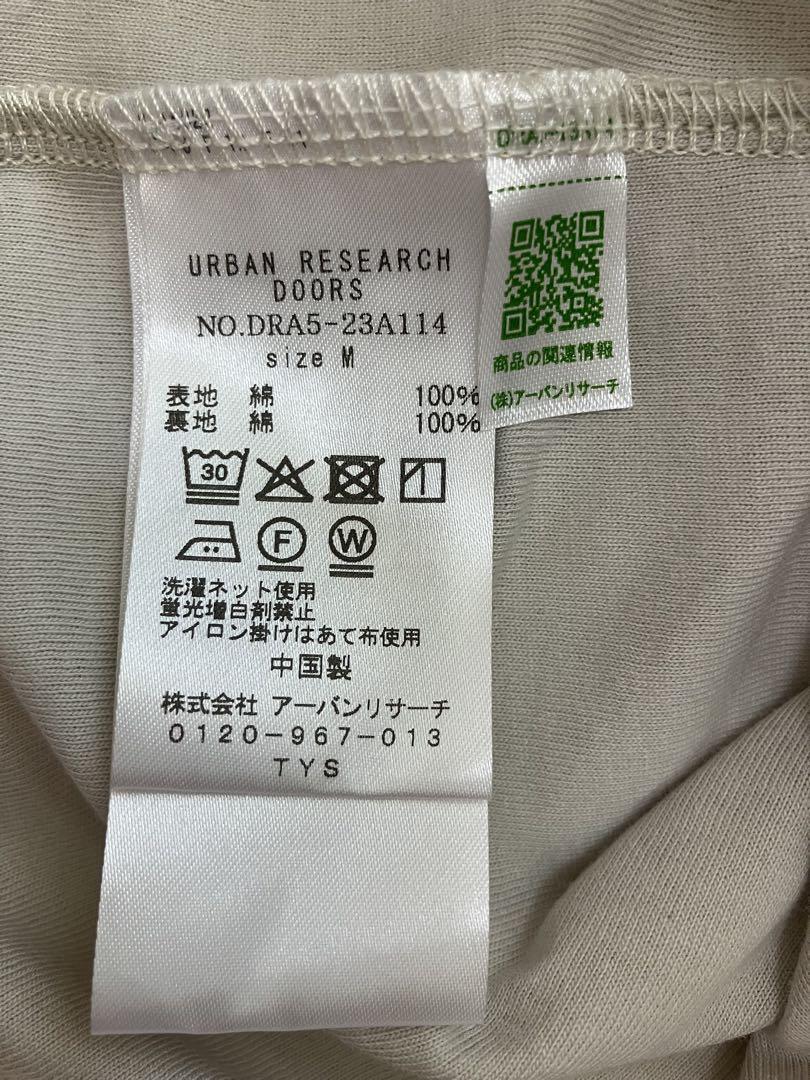 URBAN RESEARCH
DOORS
NO.DRA5-23A114
size M
表地 綿 100%
裏地 綿 100%
30
F
W
洗濯ネット使用
蛍光増白剤禁止
アイロン掛けはあて布使用
中国製
株式会社 アーバンリサーチ
0120-967-013
TYS
商品の関連情報
(株)アーバンリサーチ